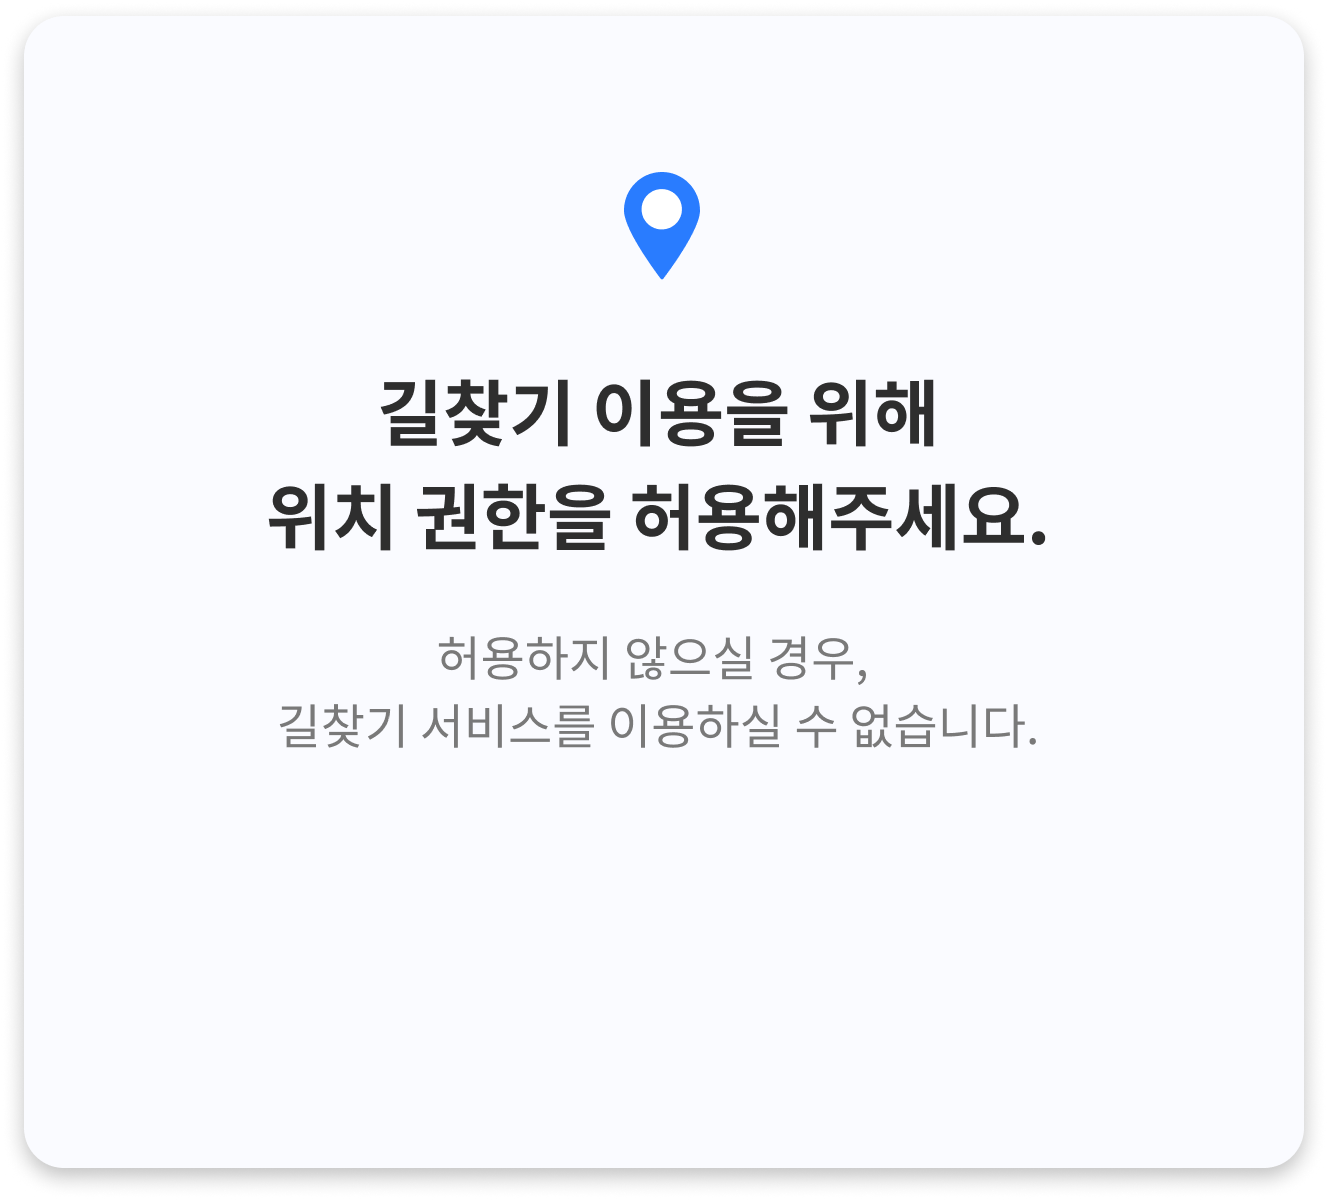 길찾기 이용을 위해
위치 권한을 허용해주세요.
허용하지 않으실 경우,
길찾기 서비스를 이용하실 수 없습니다.